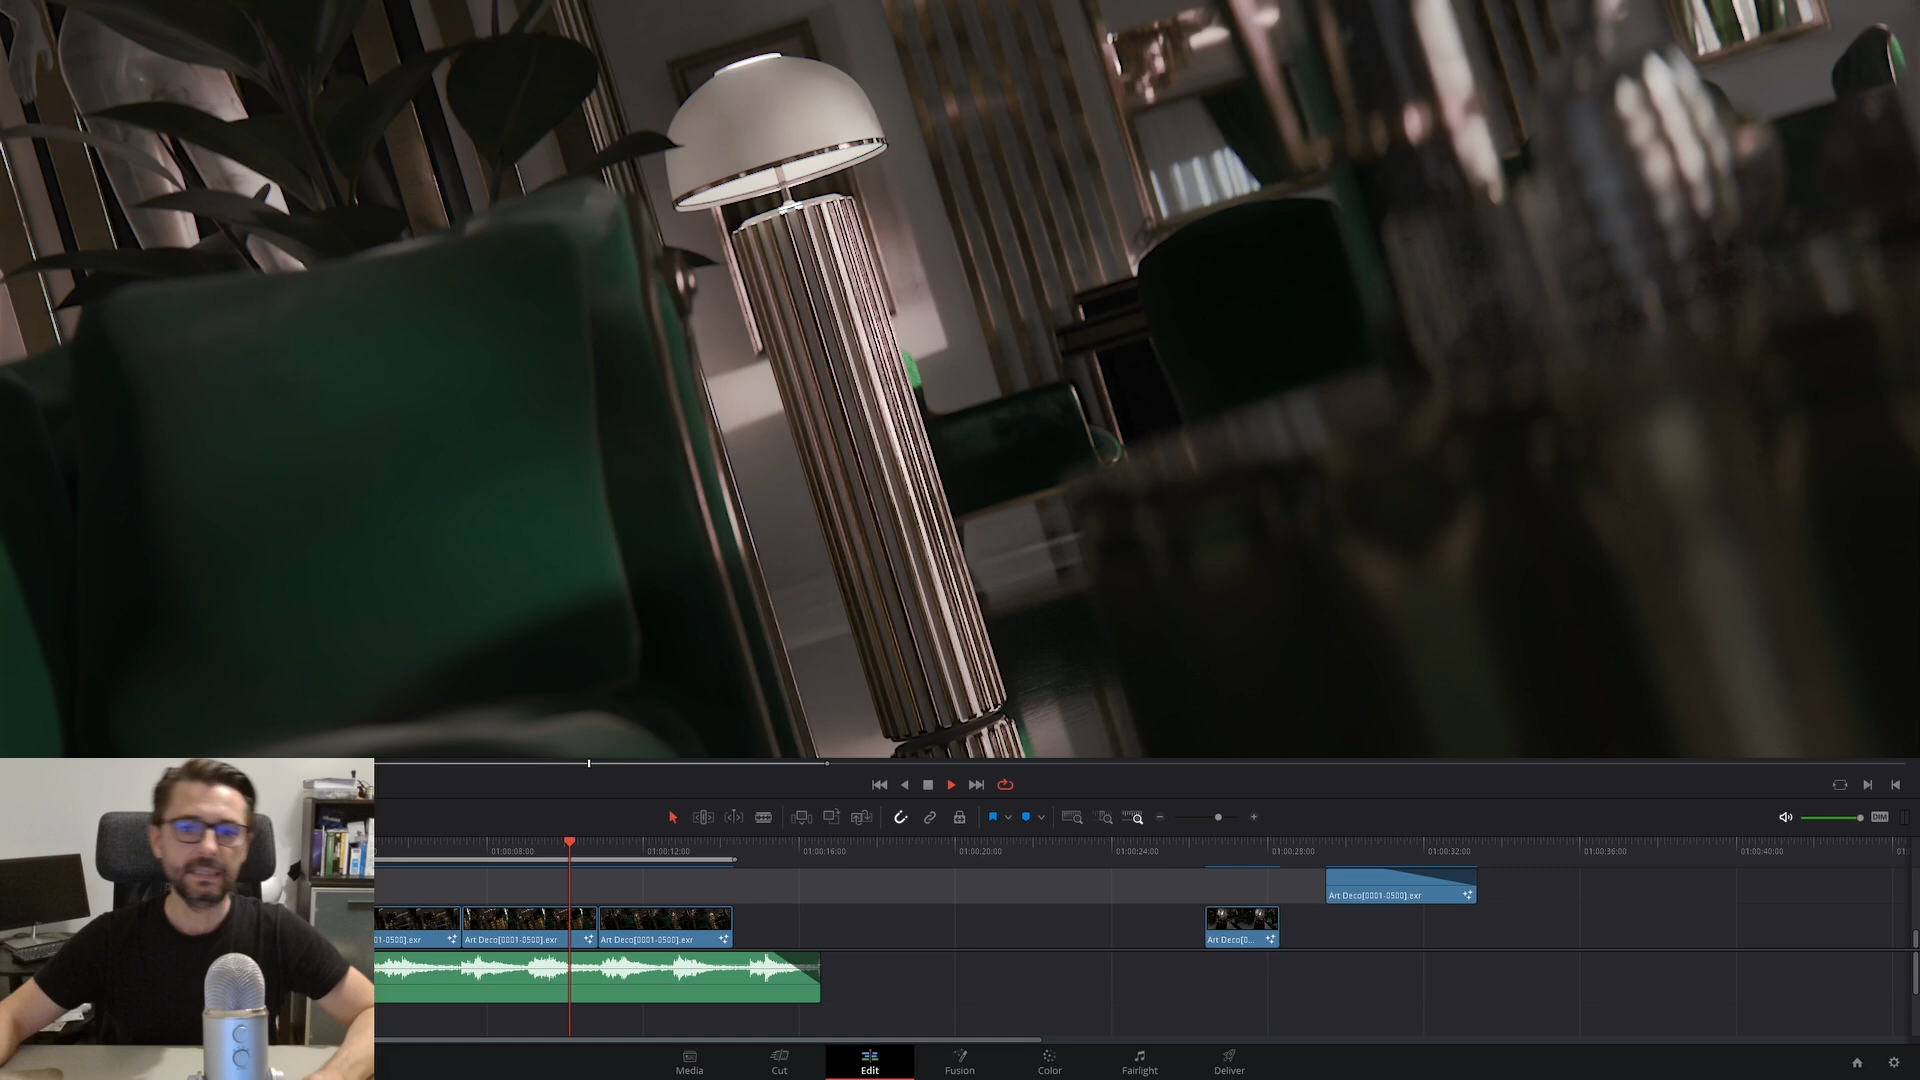 DIM
01:00:08:00 01:00:12:00 01:00:16:00 01:00:20:00 01:00:24:00 01:00:28:00 01:00:32:00 01:00:36:00 01:00:40:00 01:
Art Deco[0001-0500].exr
01-0500].exr Art Deco[0001-0500].exr Art Deco[0001-0500].exr Art Deco[0...
Media Cut Edit Fusion Color Fairlight Deliver